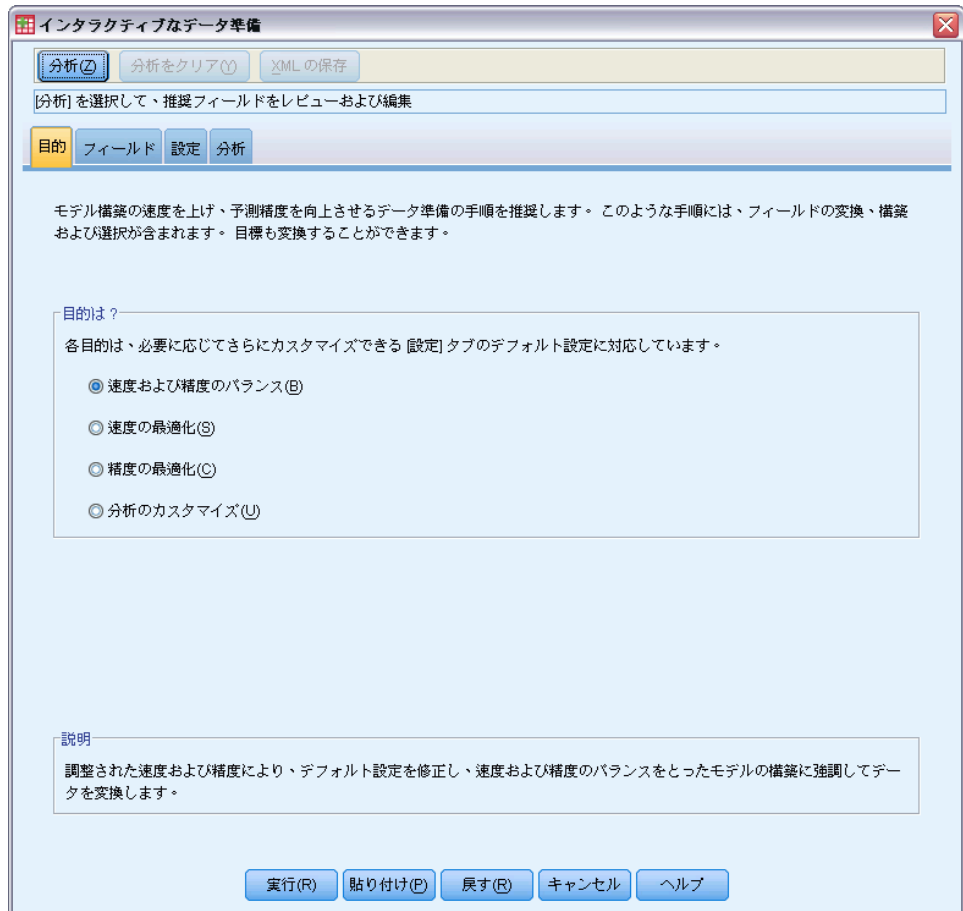 インタラクティブなデータ準備
分析(Z) 分析をクリア(Y) XML の保存
[分析] を選択して、推奨フィールドをレビューおよび編集
目的 フィールド 設定 分析
モデル構築の速度を上げ、予測精度を向上させるデータ準備の手順を推奨します。 このような手順には、フィールドの変換、構築
および選択が含まれます。 目標も変換することができます。
目的は？
各目的は、必要に応じてさらにカスタマイズできる [設定] タブのデフォルト設定に対応しています。
速度および精度のバランス(B)
速度の最適化(S)
精度の最適化(C)
分析のカスタマイズ(U)
説明
調整された速度および精度により、デフォルト設定を修正し、速度および精度のバランスをとったモデルの構築に強調してデー
タを変換します。
実行(R) 貼り付け(P) 戻す(R) キャンセル ヘルプ